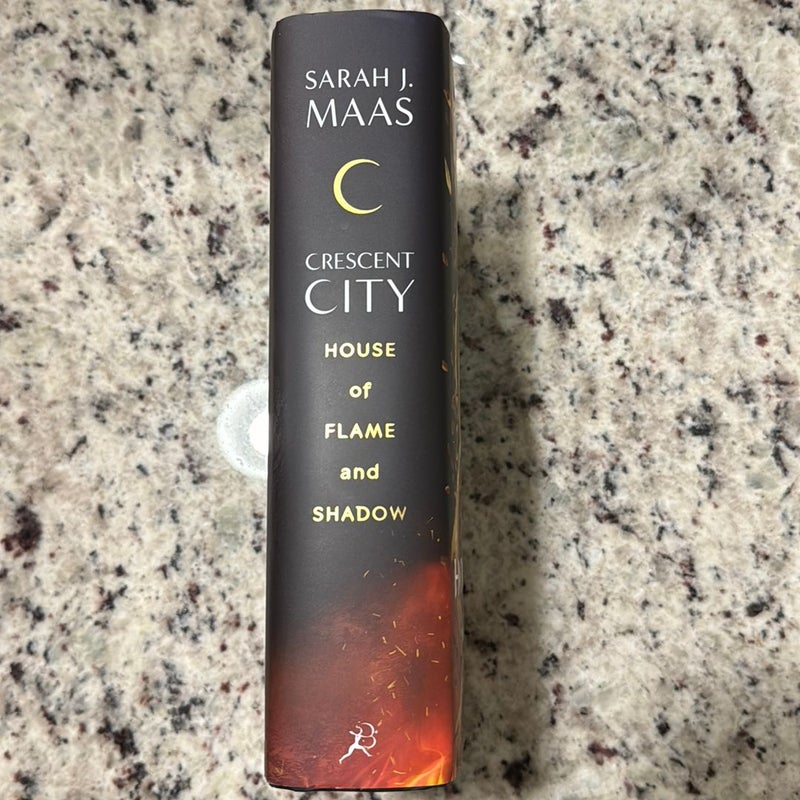 SARAH J.
MAAS
CRESCENT
CITY
HOUSE
of
FLAME
and
SHADOW